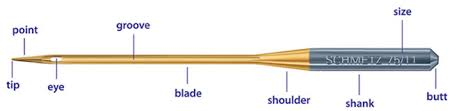 size
point
groove
SCHMETZ 75/11
tip
eye
blade
shoulder
shank
butt